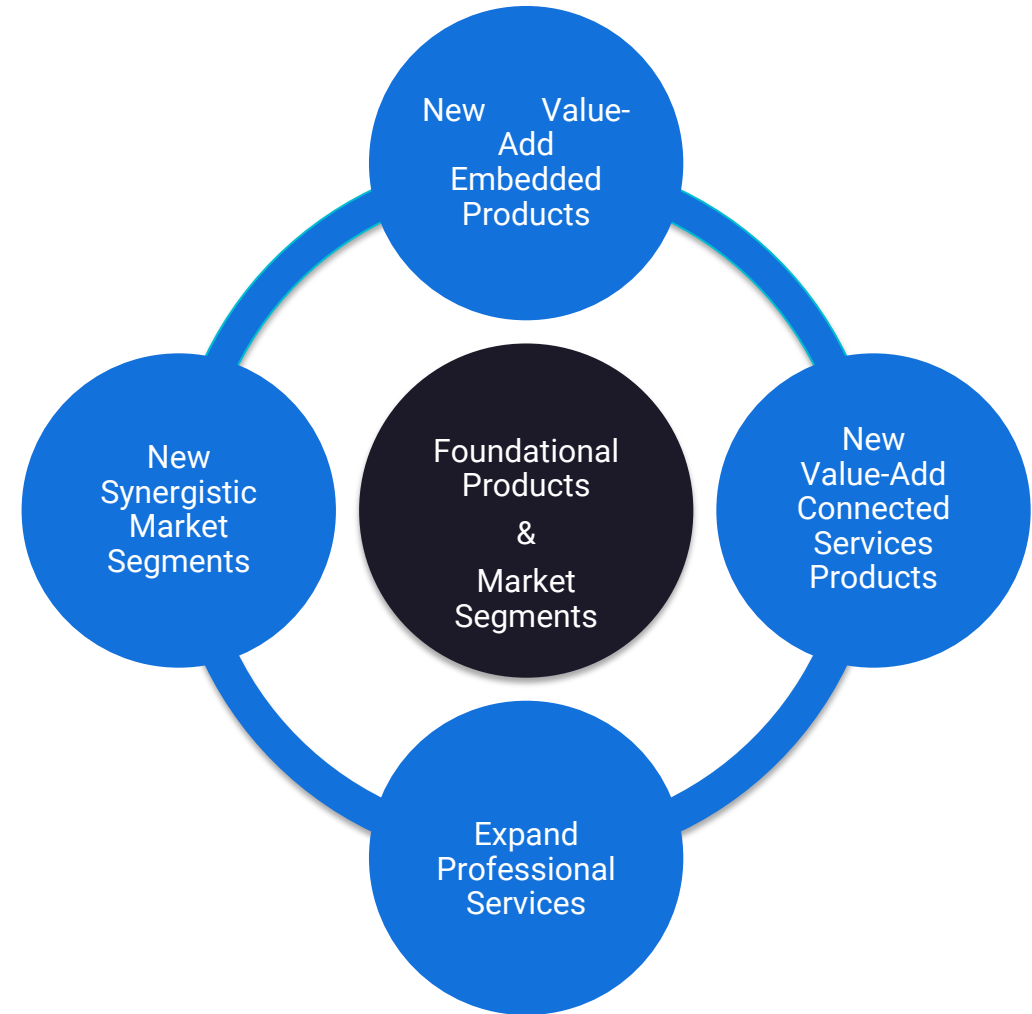 New Value-
Add
Embedded
Products
New
Synergistic
Market
Segments
Foundational
Products
&
Market
Segments
New
Value-Add
Connected
Services
Products
Expand
Professional
Services